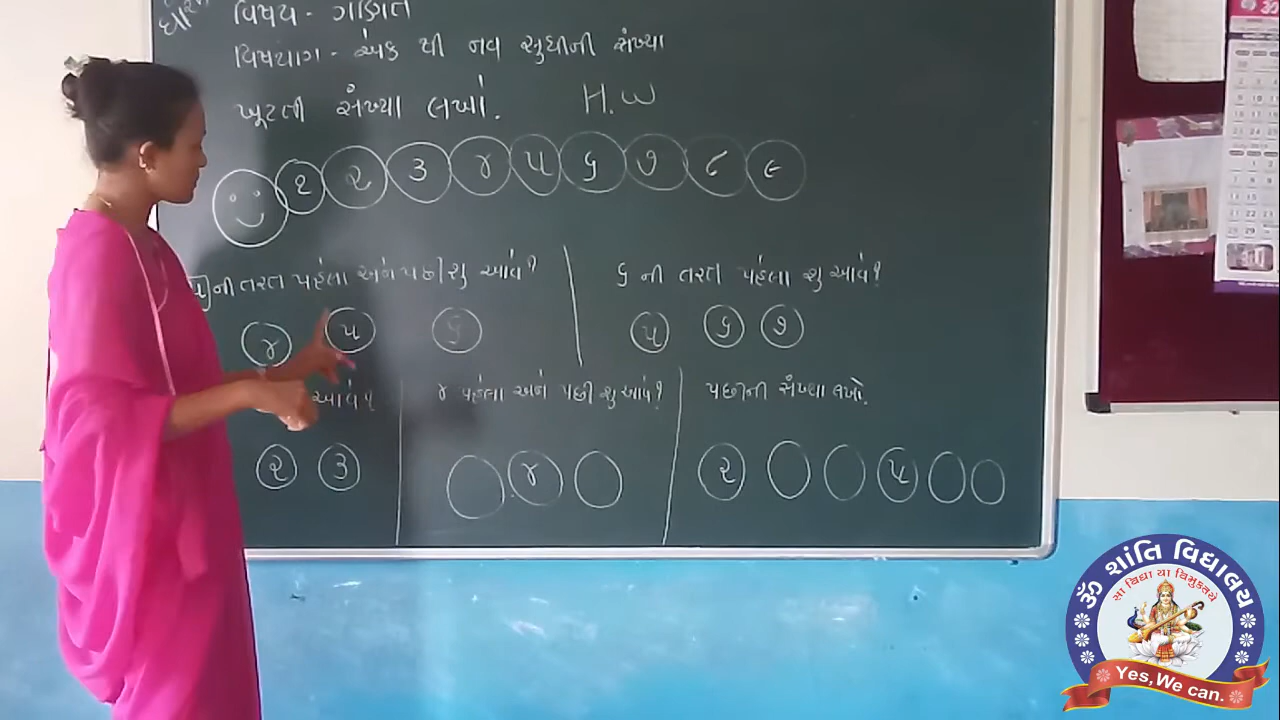 વિષય - ગણિત
વિષયાંગ - એક થી નવ સુધીની સંખ્યા
ખૂટતી સંખ્યા લખો. H.W
૧ ૨ ૩ ૪ ૫ ૬ ૭ ૮ ૯
૫ ની તરત પહેલા અને પછી શુ આવે?
૪ ૫ ૬
૬ ની તરત પહેલા શુ આવે?
૫ ૬ ૭
આવે?
૨ ૩
૪ પહેલા અને પછી શુ આવે?
૪
પછીની સંખ્યા લખો.
૨ ૫
ૐ શાંતિ વિદ્યાલય
સા વિદ્યા યા વિમુક્તયે
Yes, We can.